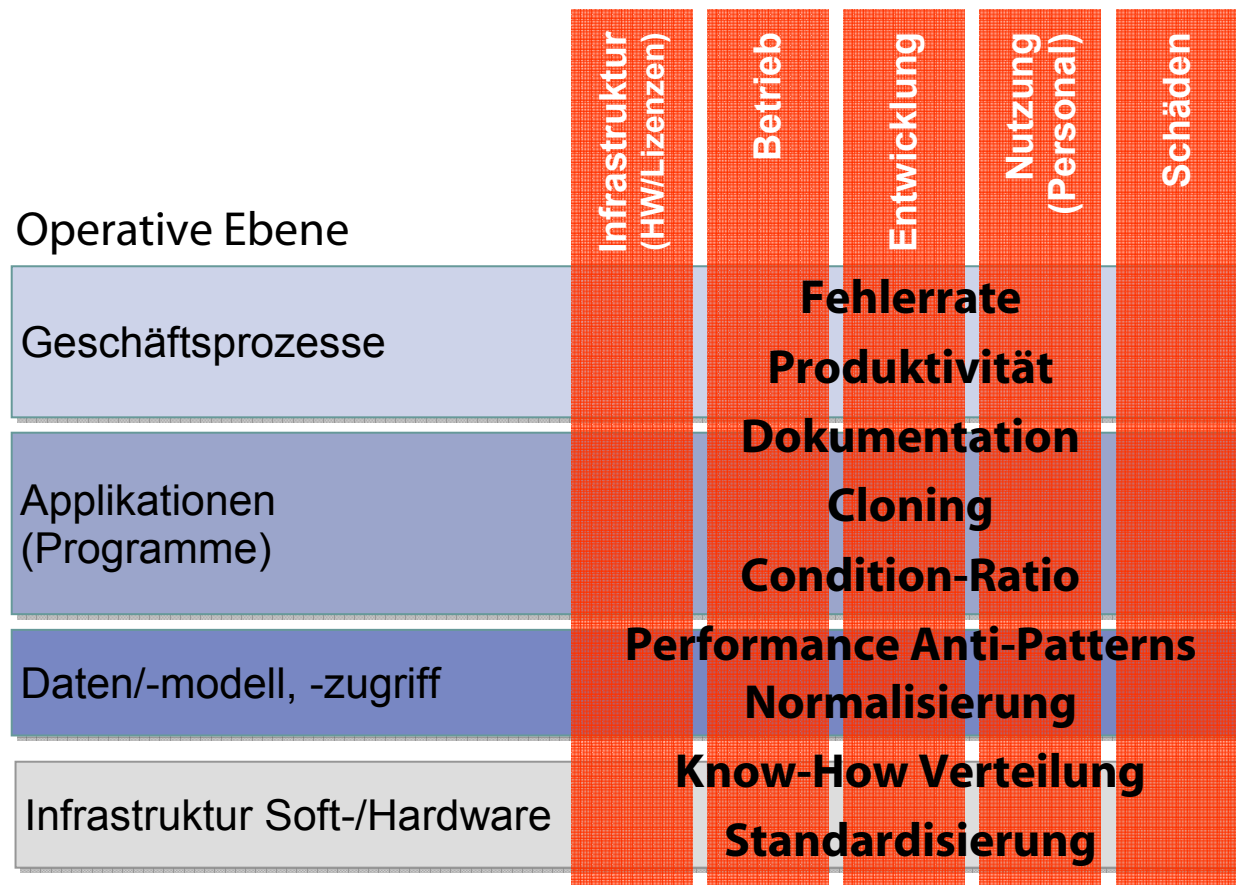 Infrastruktur
(HW/Lizenzen)
Betrieb
Entwicklung
Nutzung
(Personal)
Schäden
Operative Ebene
Geschäftsprozesse
Fehlerrate
Produktivität
Dokumentation
Applikationen
(Programme)
Cloning
Condition-Ratio
Performance Anti-Patterns
Daten/-modell, -zugriff
Normalisierung
Know-How Verteilung
Infrastruktur Soft-/Hardware
Standardisierung